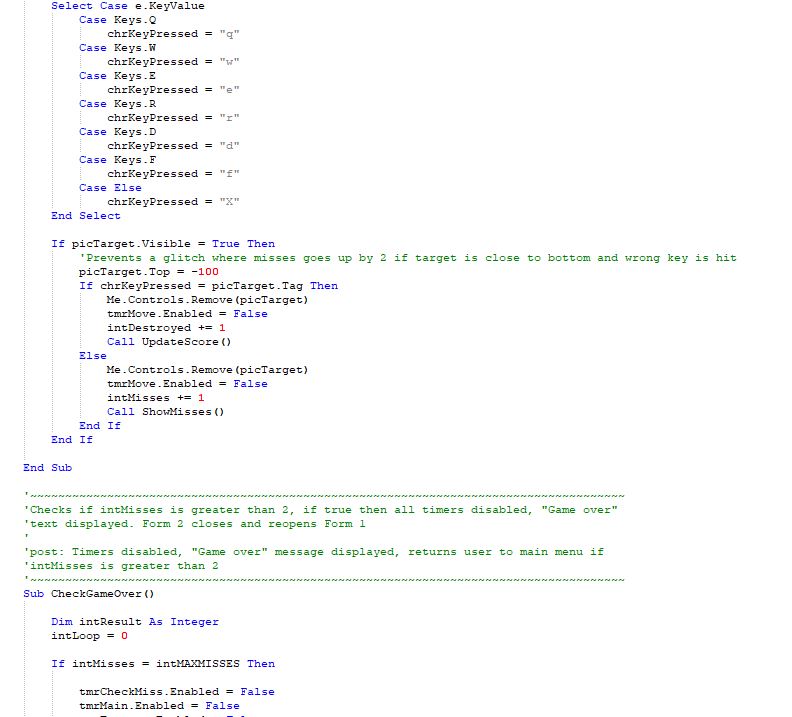 Select Case e.KeyValue
Case Keys.Q
chrKeyPressed = "q"
Case Keys.W
chrKeyPressed = "w"
Case Keys.E
chrKeyPressed = "e"
Case Keys.R
chrKeyPressed = "r"
Case Keys.D
chrKeyPressed = "d"
Case Keys.F
chrKeyPressed = "f"
Case Else
chrKeyPressed = "X"
End Select
If picTarget.Visible = True Then
'Prevents a glitch where misses goes up by 2 if target is close to bottom and wrong key is hit
picTarget.Top = -100
If chrKeyPressed = picTarget.Tag Then
Me.Controls.Remove(picTarget)
tmrMove.Enabled = False
intDestroyed += 1
Call UpdateScore()
Else
Me.Controls.Remove(picTarget)
tmrMove.Enabled = False
intMisses += 1
Call ShowMisses()
End If
End If
End Sub
'~~~~~~~~~~~~~~~~~~~~~~~~~~~~~~~~~~~~~~~~~~~~~~~~~~~~~~~~~~~~~~~~~~~~~~~~~~~~~~~~~~~~~
'Checks if intMisses is greater than 2, if true then all timers disabled, "Game over"
'text displayed. Form 2 closes and reopens Form 1
'
'post: Timers disabled, "Game over" message displayed, returns user to main menu if
'intMisses is greater than 2
'~~~~~~~~~~~~~~~~~~~~~~~~~~~~~~~~~~~~~~~~~~~~~~~~~~~~~~~~~~~~~~~~~~~~~~~~~~~~~~~~~~~~~
Sub CheckGameOver()
Dim intResult As Integer
intLoop = 0
If intMisses = intMAXMISSES Then
tmrCheckMiss.Enabled = False
tmrMain.Enabled = False